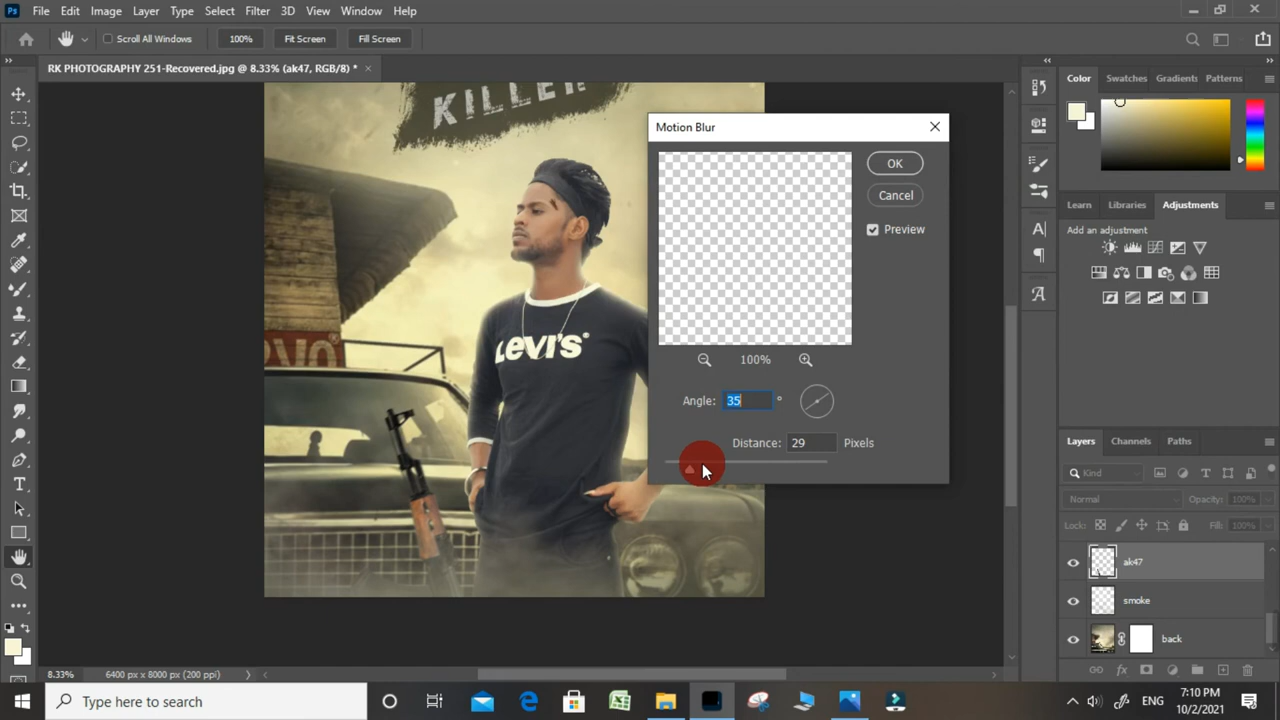 Ps File Edit Image Layer Type Select Filter 3D View Window Help
Scroll All Windows 100% Fit Screen Fill Screen
RK PHOTOGRAPHY 251-Recovered.jpg @ 8.33% (ak47, RGB/8) * ×
KILLER
LEVI'S®
Motion Blur
OK
Cancel
Preview
100%
Angle: 35 °
Distance: 29 Pixels
Color Swatches Gradients Patterns
Learn Libraries Adjustments
Add an adjustment
Layers Channels Paths
Kind
Normal Opacity: 100%
Lock: Fill: 100%
ak47
smoke
back
8.33% 6400 px x 8000 px (200 ppi)
Type here to search
ENG
7:10 PM
10/2/2021